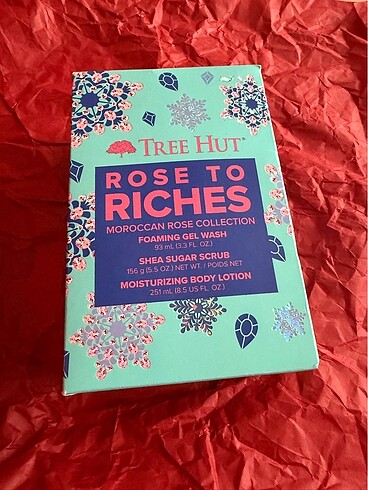 TREE HUT®
ROSE TO
RICHES
MOROCCAN ROSE COLLECTION
FOAMING GEL WASH
93 mL (3.3 FL. OZ.)
SHEA SUGAR SCRUB
156 g (5.5 OZ) NET WT. / POIDS NET
MOISTURIZING BODY LOTION
251 mL (8.5 US FL. OZ)